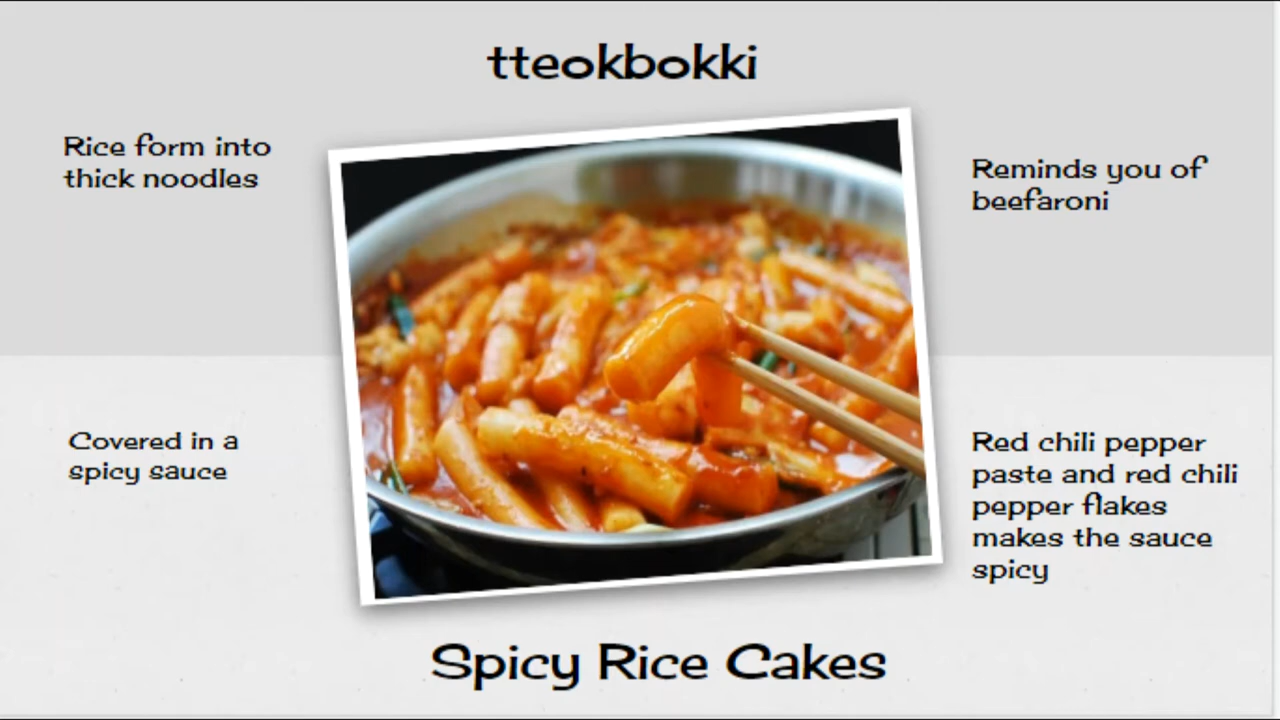 tteokbokki
Rice form into
thick noodles
Reminds you of
beefaroni
Covered in a
spicy sauce
Red chili pepper
paste and red chili
pepper flakes
makes the sauce
spicy
Spicy Rice Cakes